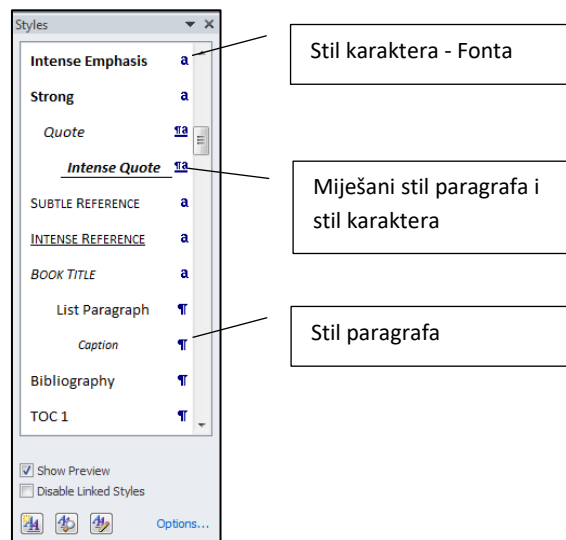 Styles
Intense Emphasis a
Strong a
Quote ¶a
Intense Quote ¶a
SUBTLE REFERENCE a
INTENSE REFERENCE a
BOOK TITLE a
List Paragraph ¶
Caption ¶
Bibliography ¶
TOC 1 ¶
Show Preview
Disable Linked Styles
Options...
Stil karaktera - Fonta
Miješani stil paragrafa i
stil karaktera
Stil paragrafa